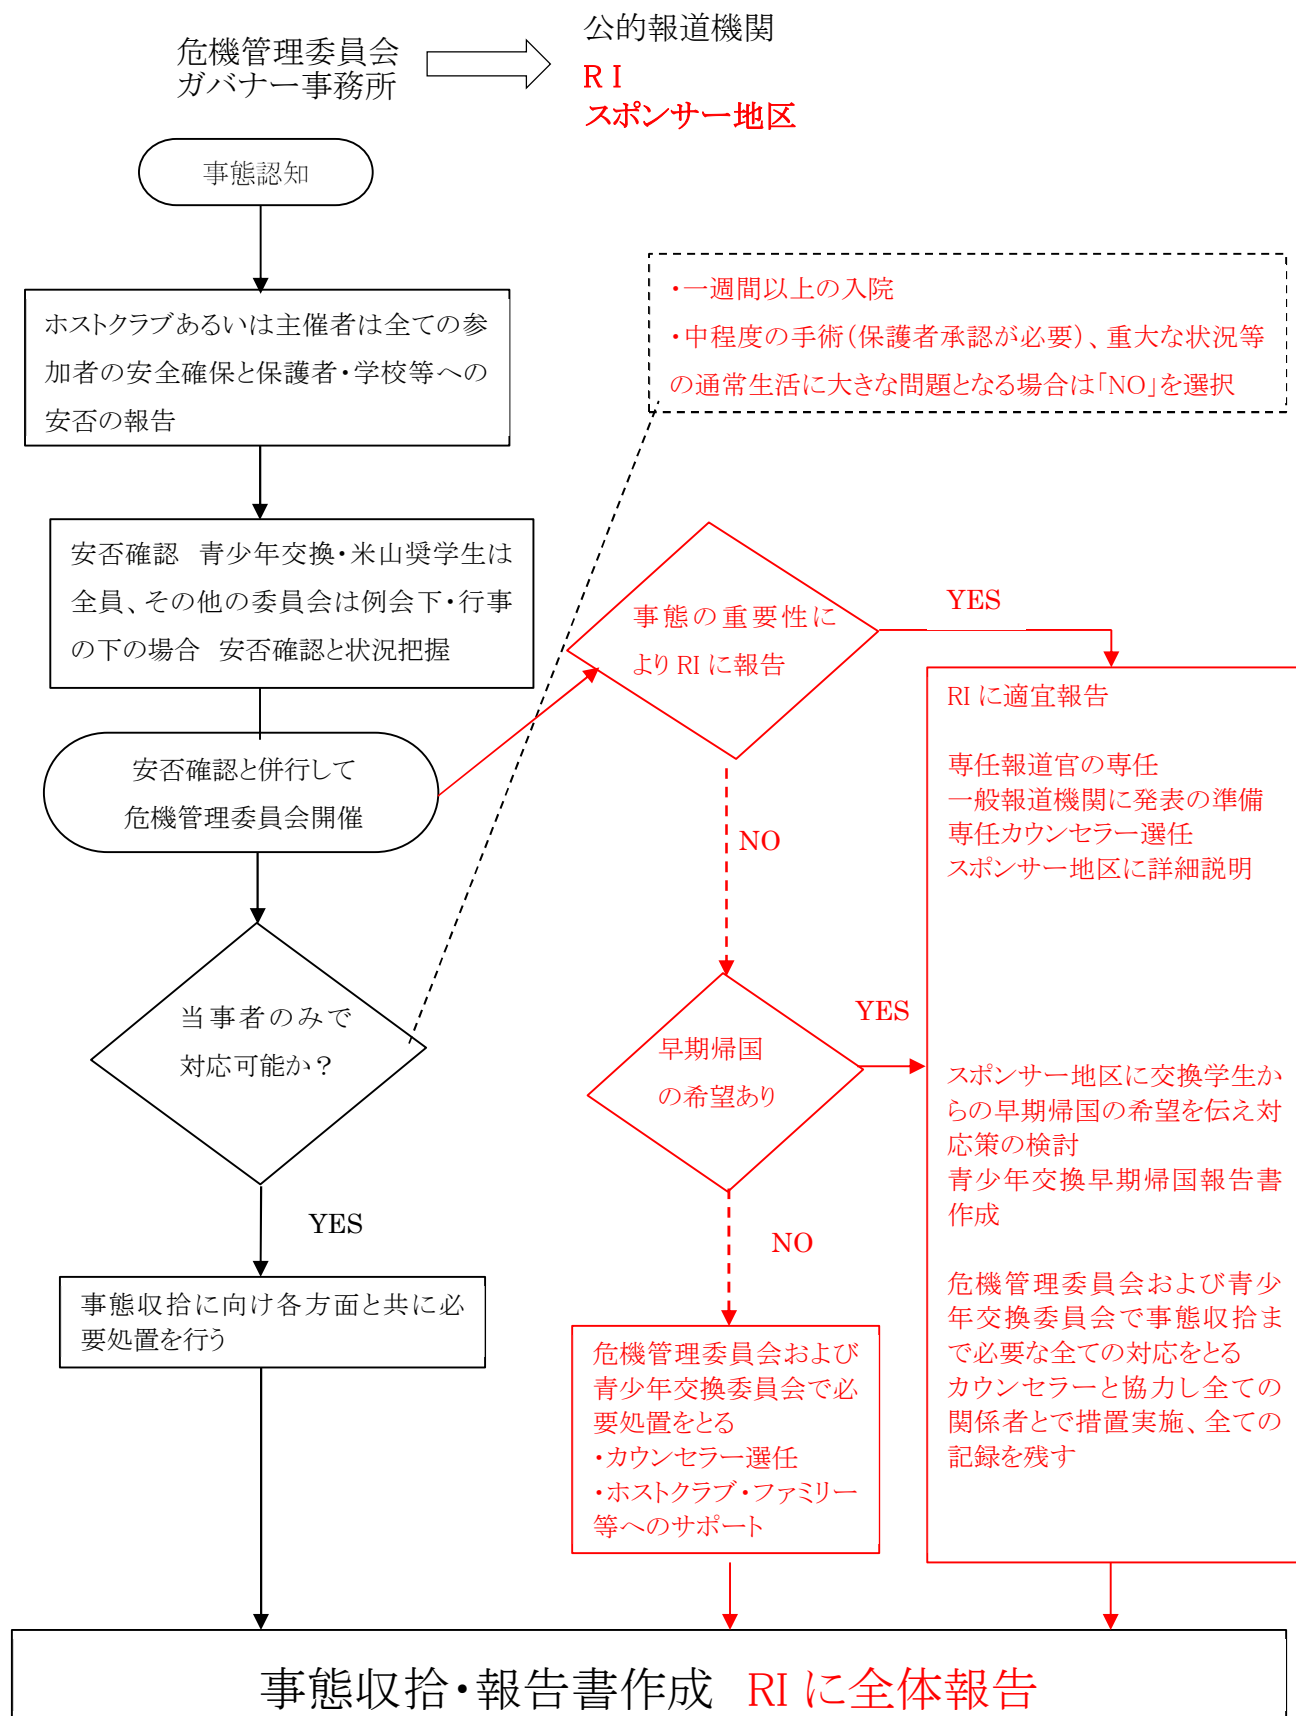 危機管理委員会
ガバナー事務所
公的報道機関
RI
スポンサー地区
事態認知
ホストクラブあるいは主催者は全ての参
加者の安全確保と保護者・学校等への
安否の報告
・一週間以上の入院
・中程度の手術(保護者承認が必要)、重大な状況等
の通常生活に大きな問題となる場合は「NO」を選択
安否確認　青少年交換・米山奨学生は
全員、その他の委員会は例会下・行事
の下の場合　安否確認と状況把握
安否確認と併行して
危機管理委員会開催
事態の重要性に
より RI に報告
YES
NO
当事者のみで
対応可能か?
YES
早期帰国
の希望あり
YES
NO
RI に適宜報告
専任報道官の専任
一般報道機関に発表の準備
専任カウンセラー選任
スポンサー地区に詳細説明
スポンサー地区に交換学生か
らの早期帰国の希望を伝え対
応策の検討
青少年交換早期帰国報告書
作成
危機管理委員会および青少
年交換委員会で事態収拾ま
で必要な全ての対応をとる
カウンセラーと協力し全ての
関係者とで措置実施、全ての
記録を残す
事態収拾に向け各方面と共に必
要処置を行う
危機管理委員会および
青少年交換委員会で必
要処置をとる
・カウンセラー選任
・ホストクラブ・ファミリー
等へのサポート
事態収拾・報告書作成　RI に全体報告